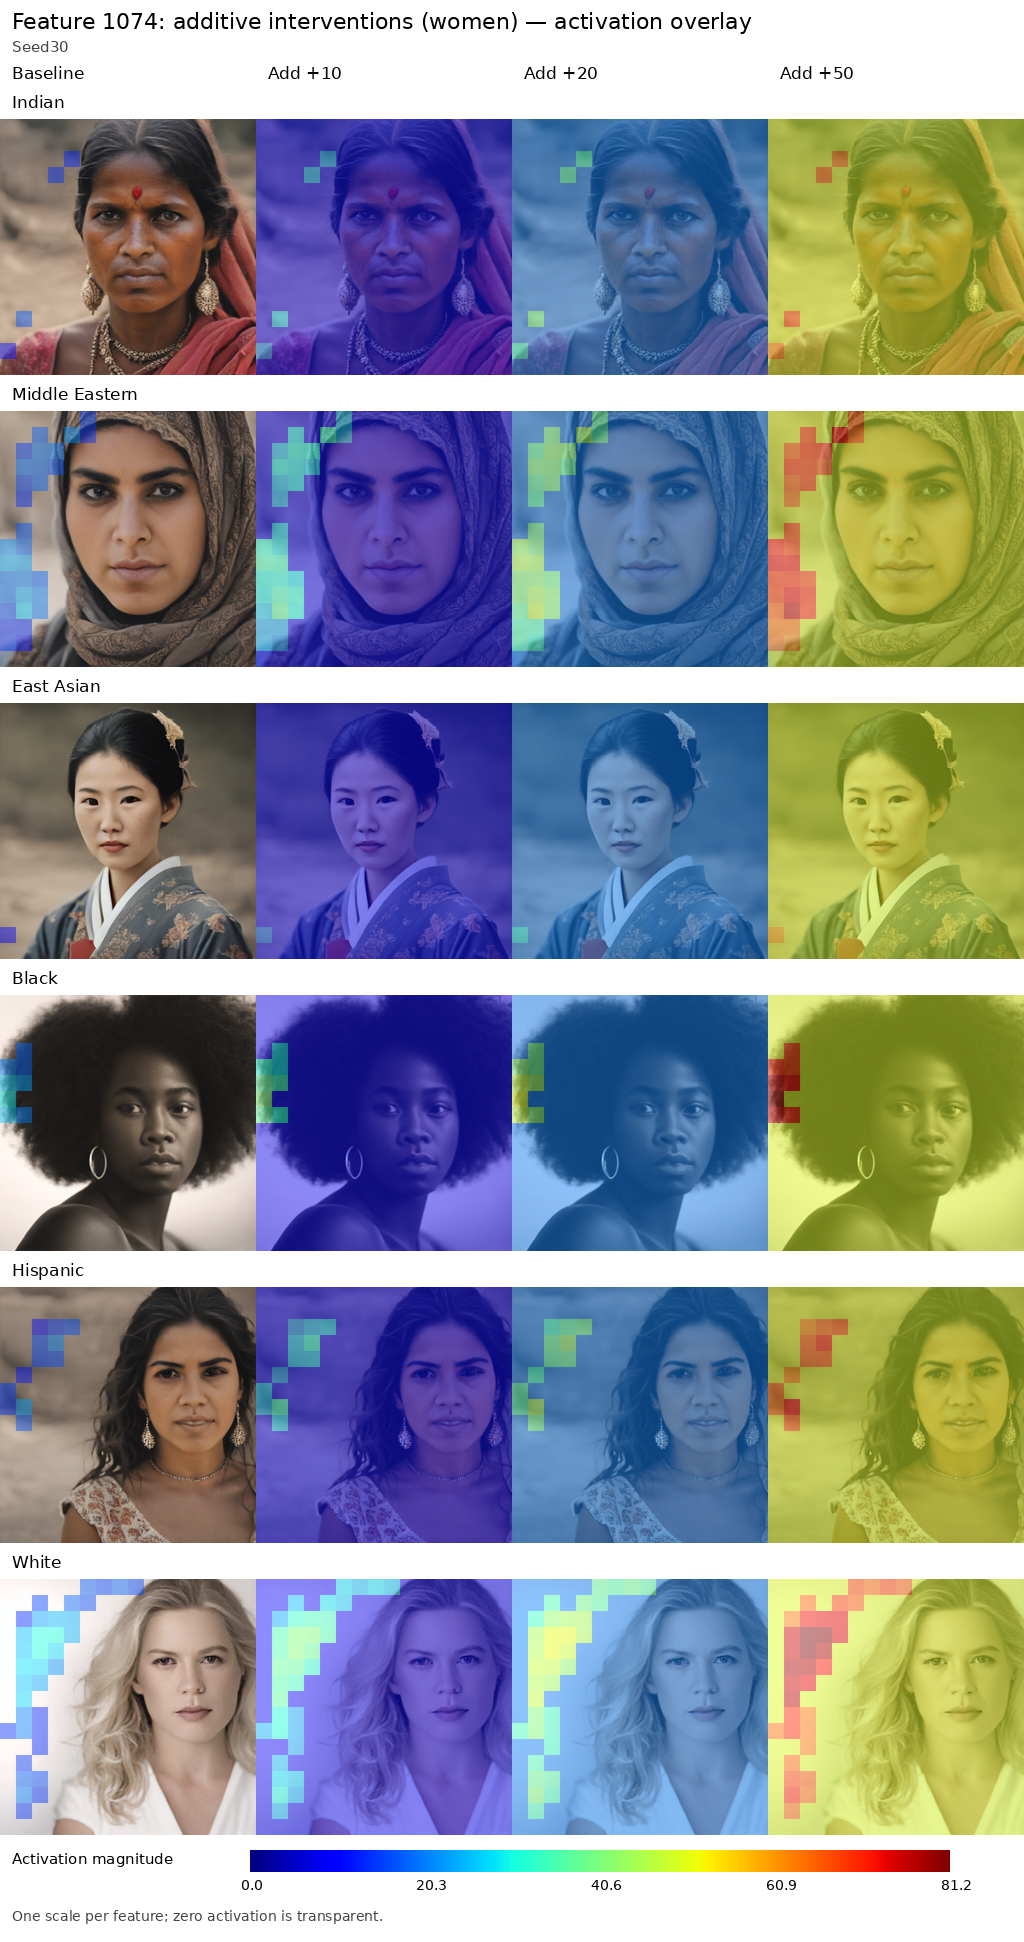 Feature 1074: additive interventions (women) — activation overlay
Seed30
Baseline Add +10 Add +20 Add +50
Indian
Middle Eastern
East Asian
Black
Hispanic
White
Activation magnitude
0.0 20.3 40.6 60.9 81.2
One scale per feature; zero activation is transparent.